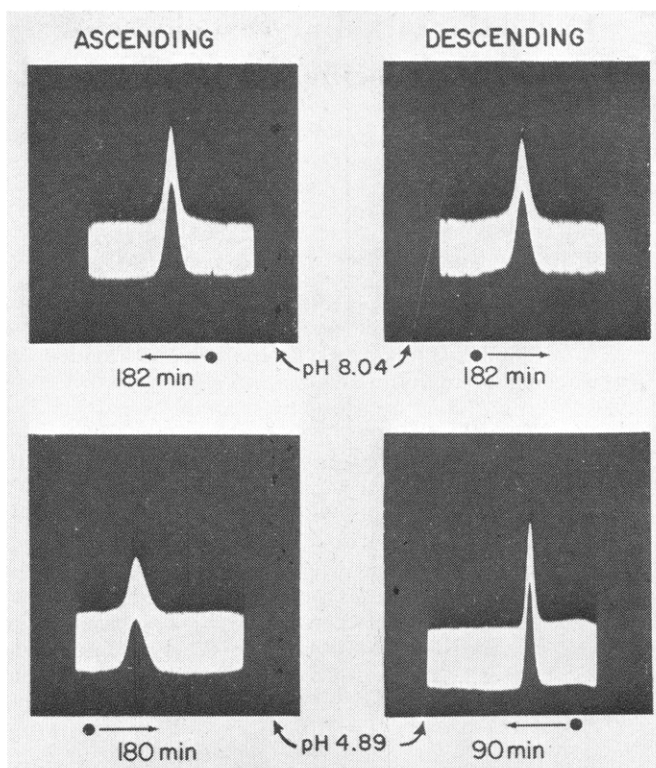 ASCENDING
DESCENDING
182 min
pH 8.04
182 min
180 min
pH 4.89
90 min